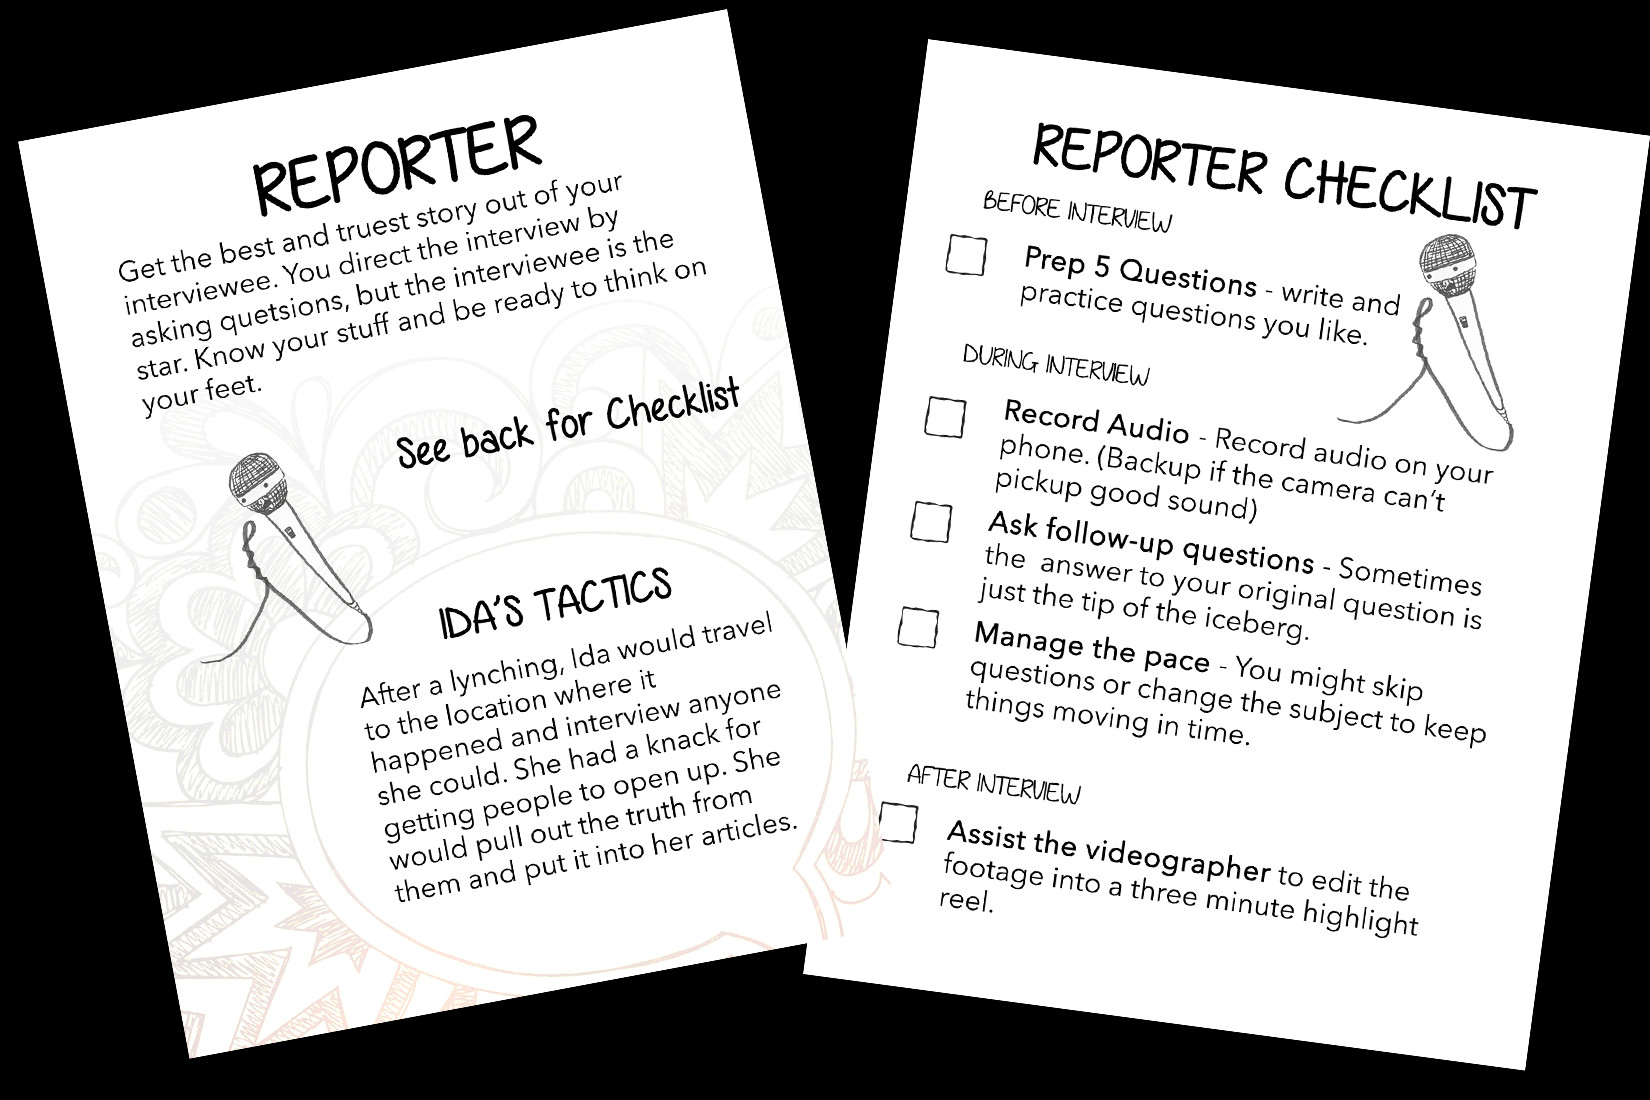 REPORTER
Get the best and truest story out of your
interviewee. You direct the interview by
asking quetsions, but the interviewee is the
star. Know your stuff and be ready to think on
your feet.
See back for Checklist
IDA'S TACTICS
After a lynching, Ida would travel
to the location where it
happened and interview anyone
she could. She had a knack for
getting people to open up. She
would pull out the truth from
them and put it into her articles.
REPORTER CHECKLIST
BEFORE INTERVIEW
Prep 5 Questions - write and
practice questions you like.
DURING INTERVIEW
Record Audio - Record audio on your
phone. (Backup if the camera can't
pickup good sound)
Ask follow-up questions - Sometimes
the  answer to your original question is
just the tip of the iceberg.
Manage the pace - You might skip
questions or change the subject to keep
things moving in time.
AFTER INTERVIEW
Assist the videographer to edit the
footage into a three minute highlight
reel.